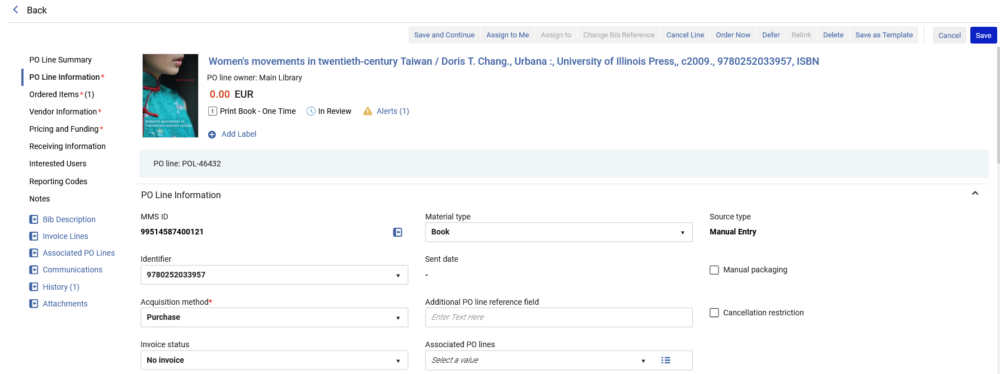 Back
Save and Continue Assign to Me Assign to Change Bib Reference Cancel Line Order Now Defer Relink Delete Save as Template Cancel Save
PO Line Summary
PO Line Information*
Ordered Items*(1)
Vendor Information*
Pricing and Funding*
Receiving Information
Interested Users
Reporting Codes
Notes
Bib Description
Invoice Lines
Associated PO Lines
Communications
History (1)
Attachments
women's movements in
twentieth-century taiwan
Women's movements in twentieth-century Taiwan / Doris T. Chang., Urbana :, University of Illinois Press,, c2009., 9780252033957, ISBN
PO line owner: Main Library
0.00 EUR
1 Print Book - One Time In Review Alerts (1)
Add Label
PO line: POL-46432
PO Line Information
MMS ID Material type Source type
99514587400121 Book Manual Entry
Identifier Sent date
9780252033957 - Manual packaging
Acquisition method* Additional PO line reference field
Purchase Enter Text Here Cancellation restriction
Invoice status Associated PO lines
No invoice Select a value